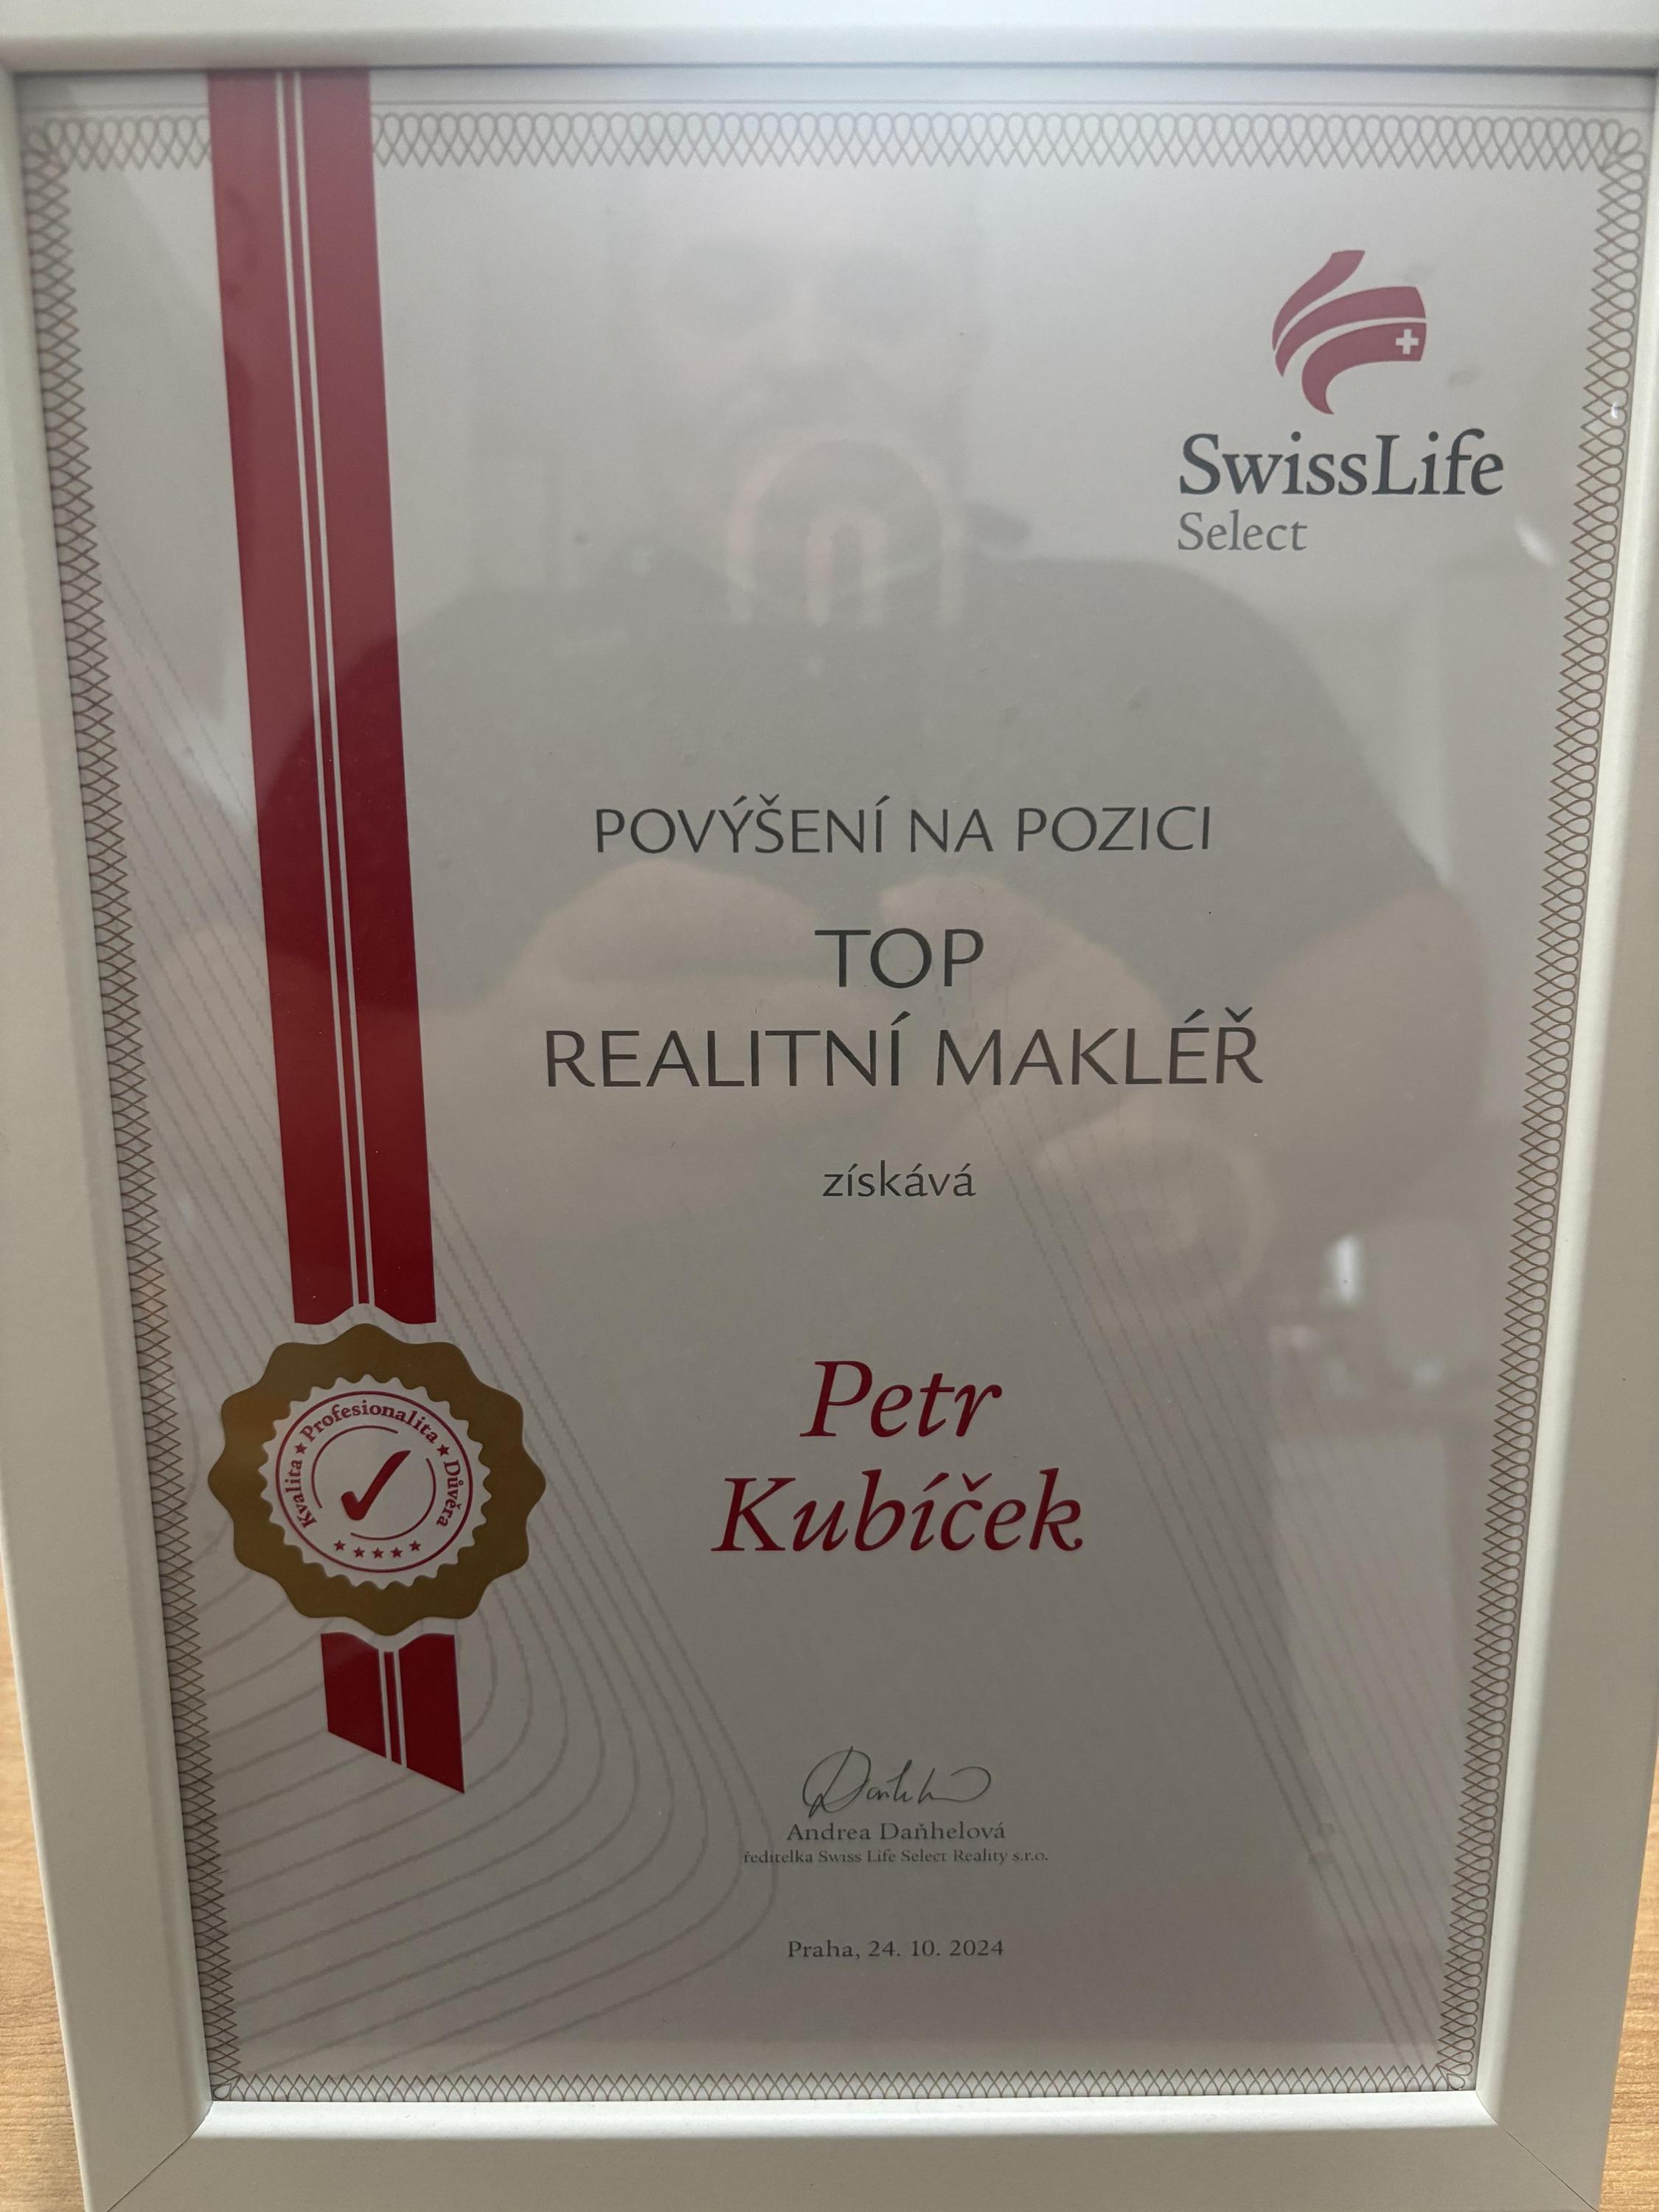 SwissLife
Select
POVÝŠENÍ NA POZICI
TOP
REALITNÍ MAKLÉŘ
získává
Petr
Kubíček
Kvalita ★ Profesionalita ★ Důvěra
Andrea Daňhelová
ředitelka Swiss Life Select Reality s.r.o.
Praha, 24. 10. 2024